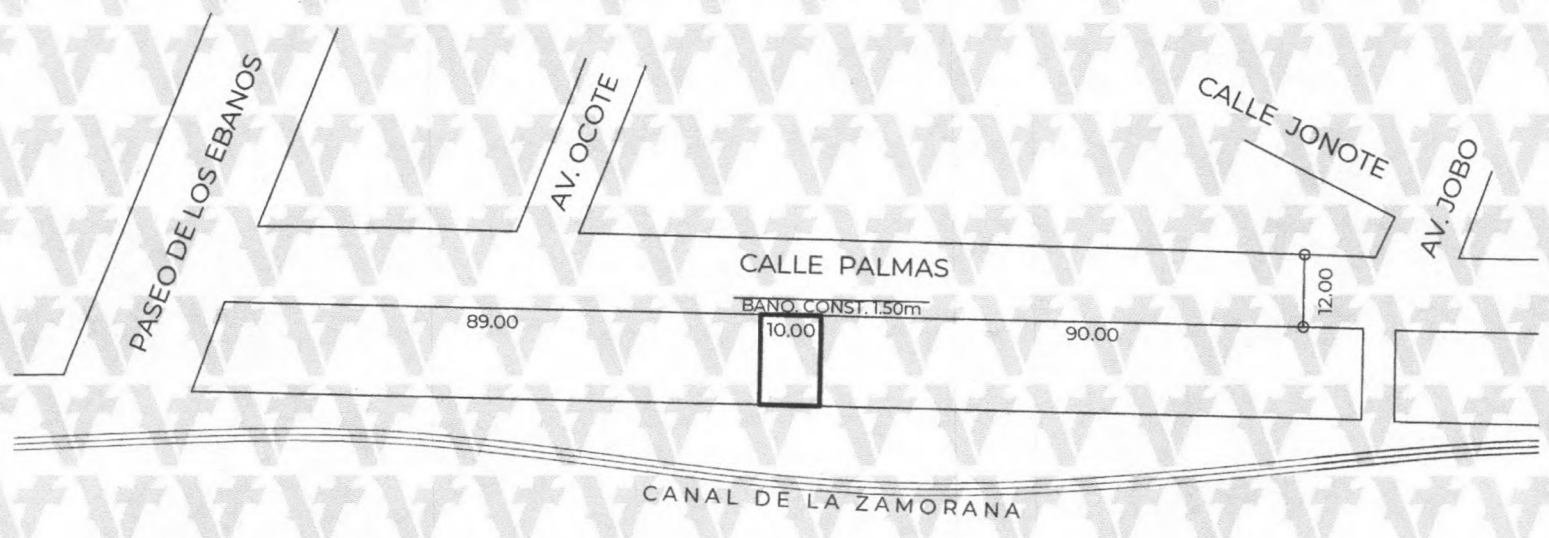 PASEO DE LOS EBANOS
AV. OCOTE
CALLE JONOTE
AV. JOBO
CALLE PALMAS
BANQ. CONST. 1.50m
12.00
89.00
10.00
90.00
CANAL DE LA ZAMORANA